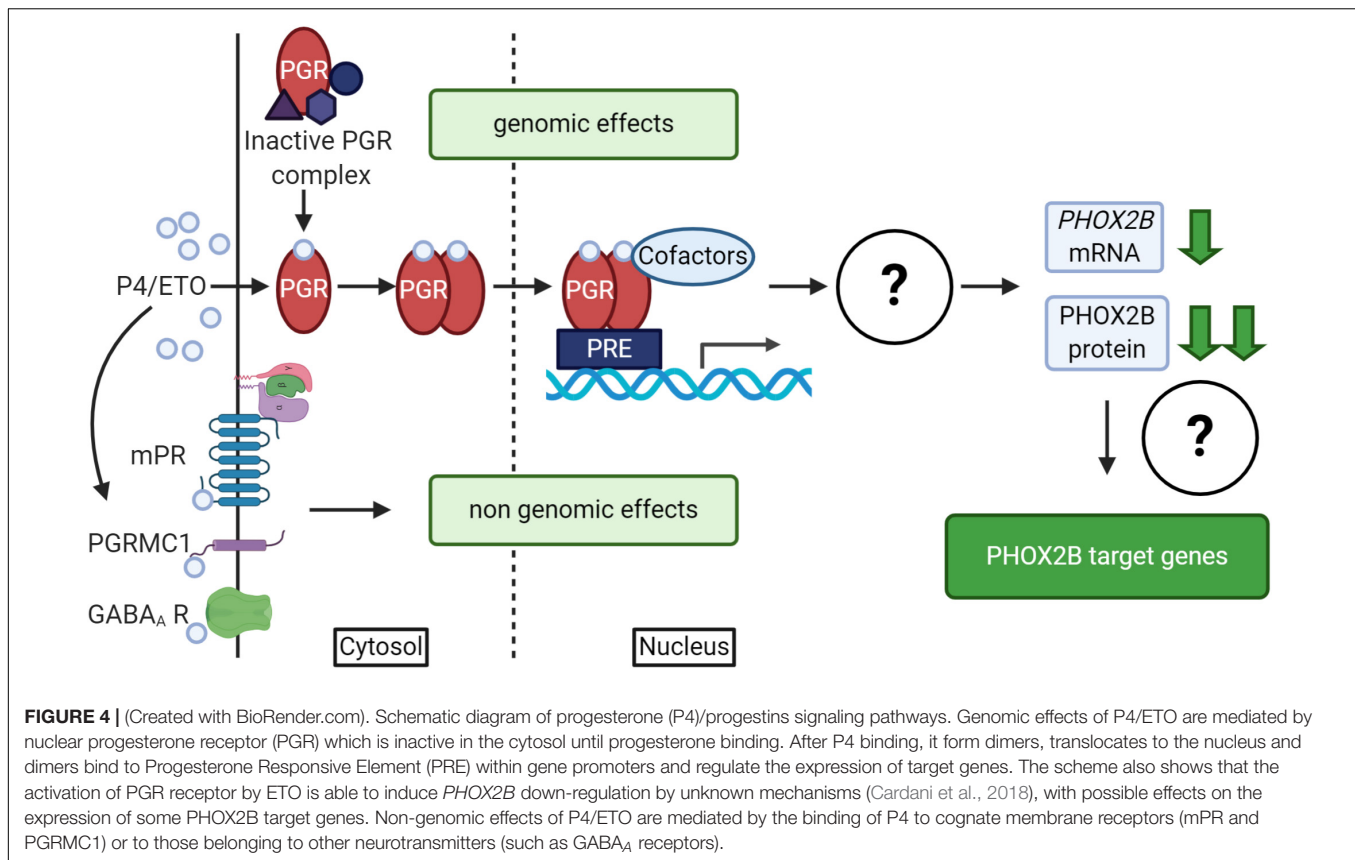 PGR
Inactive PGR
complex
genomic effects
P4/ETO
PGR
PGR
PGR
Cofactors
PRE
?
PHOX2B
mRNA
PHOX2B
protein
?
PHOX2B target genes
γ
β
α
mPR
PGRMC1
GABAA R
non genomic effects
Cytosol
Nucleus
FIGURE 4 | (Created with BioRender.com). Schematic diagram of progesterone (P4)/progestins signaling pathways. Genomic effects of P4/ETO are mediated by
nuclear progesterone receptor (PGR) which is inactive in the cytosol until progesterone binding. After P4 binding, it form dimers, translocates to the nucleus and
dimers bind to Progesterone Responsive Element (PRE) within gene promoters and regulate the expression of target genes. The scheme also shows that the
activation of PGR receptor by ETO is able to induce PHOX2B down-regulation by unknown mechanisms (Cardani et al., 2018), with possible effects on the
expression of some PHOX2B target genes. Non-genomic effects of P4/ETO are mediated by the binding of P4 to cognate membrane receptors (mPR and
PGRMC1) or to those belonging to other neurotransmitters (such as GABAA receptors).